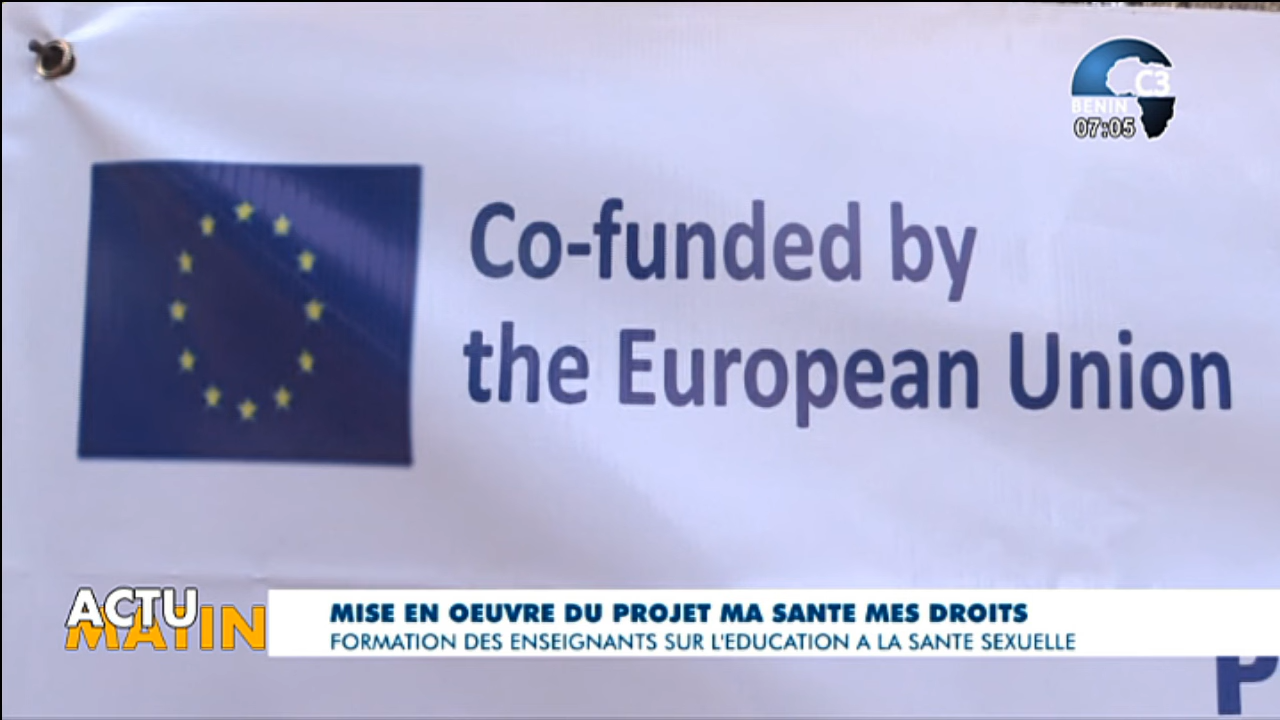 C3
BENIN
07:05
Co-funded by
the European Union
ACTU
MATIN
MISE EN OEUVRE DU PROJET MA SANTE MES DROITS
FORMATION DES ENSEIGNANTS SUR L'EDUCATION A LA SANTE SEXUELLE
P